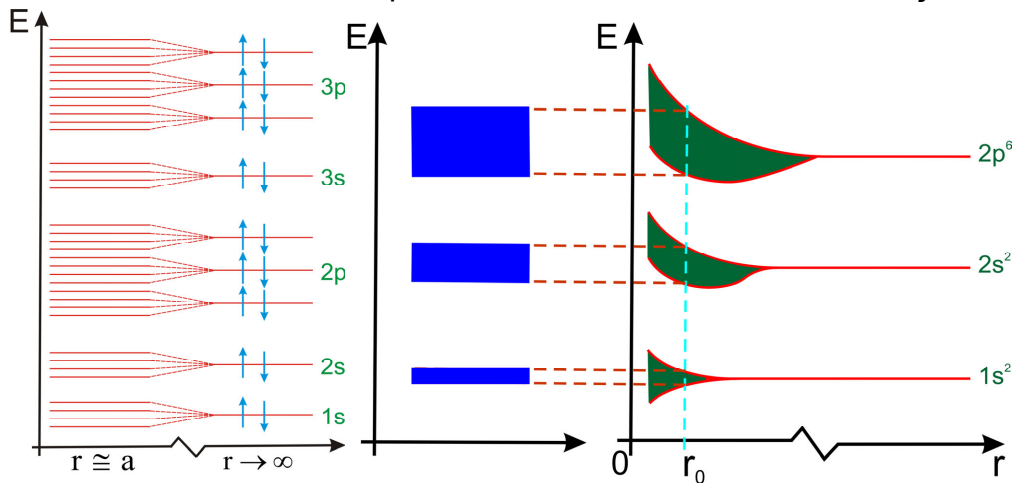 E
3p
3s
2p
2s
1s
r ≅ a
r → ∞
E
E
2p⁶
2s²
1s²
0
r₀
r